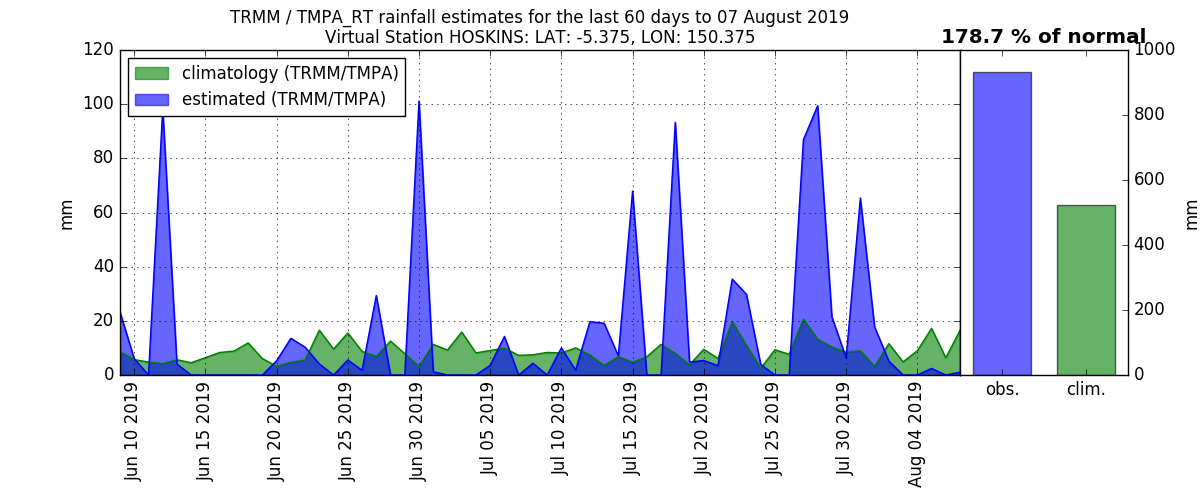 TRMM / TMPA_RT rainfall estimates for the last 60 days to 07 August 2019
Virtual Station HOSKINS: LAT: -5.375, LON: 150.375
178.7 % of normal
climatology (TRMM/TMPA)
estimated (TRMM/TMPA)
120
100
80
60
40
20
0
mm
1000
800
600
400
200
0
mm
Jun 10 2019
Jun 15 2019
Jun 20 2019
Jun 25 2019
Jun 30 2019
Jul 05 2019
Jul 10 2019
Jul 15 2019
Jul 20 2019
Jul 25 2019
Jul 30 2019
Aug 04 2019
obs.
clim.